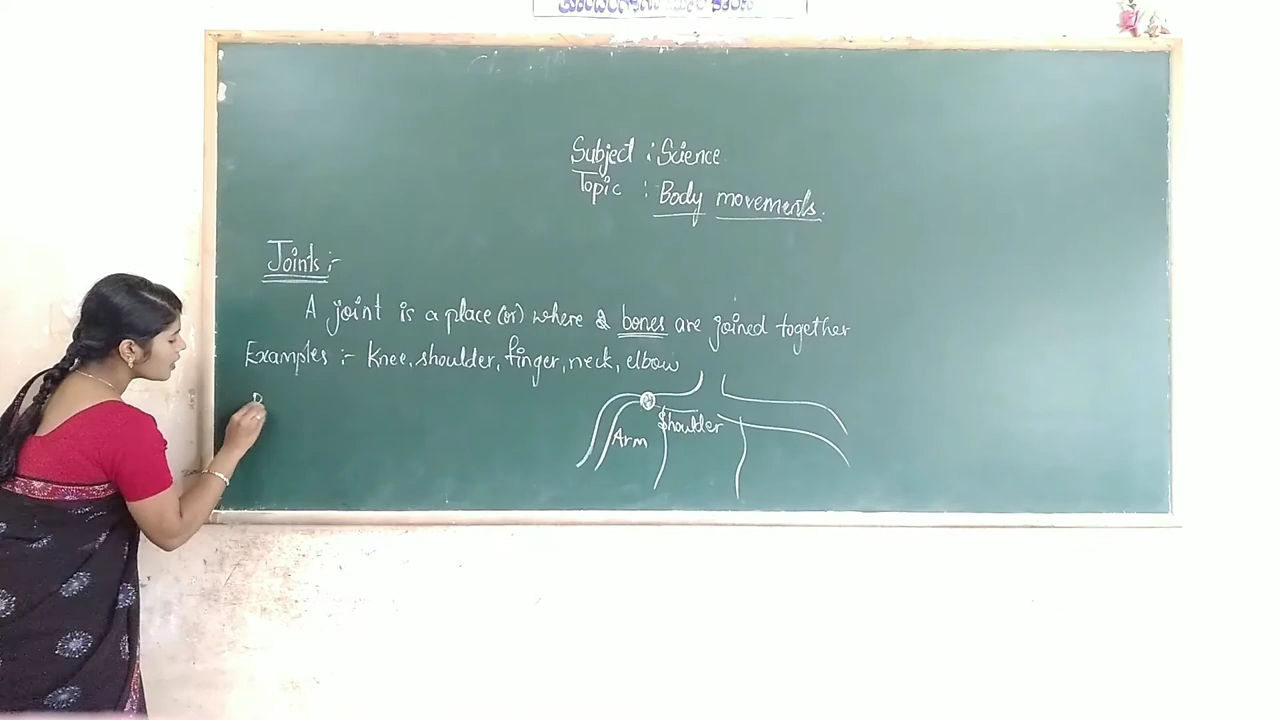 Subject : Science
Topic : Body movements.
Joints :-
A joint is a place (or) where 2 bones are joined together
Examples :- Knee, shoulder, finger, neck, elbow
Shoulder
Arm